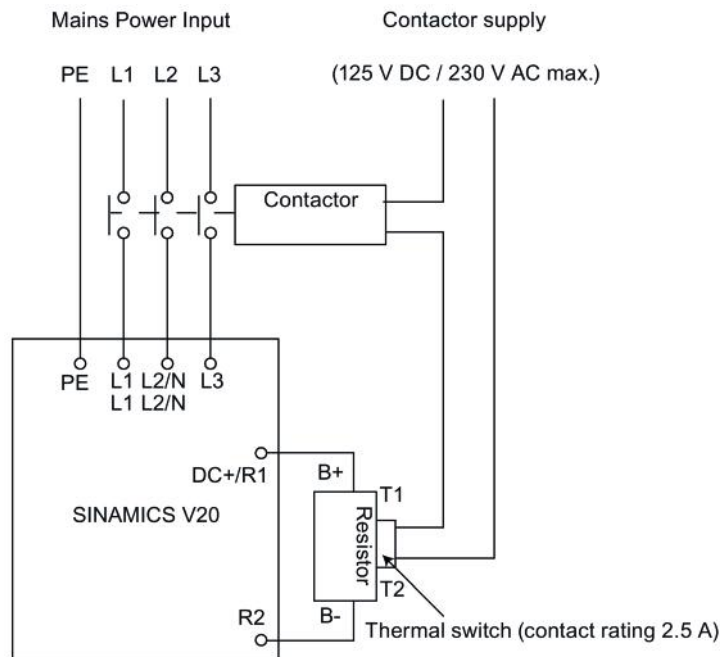 Mains Power Input
Contactor supply
PE L1 L2 L3
(125 V DC / 230 V AC max.)
Contactor
PE L1 L2/N L3
L1 L2/N
DC+/R1
B+
T1
SINAMICS V20
Resistor
T2
R2
B-
Thermal switch (contact rating 2.5 A)